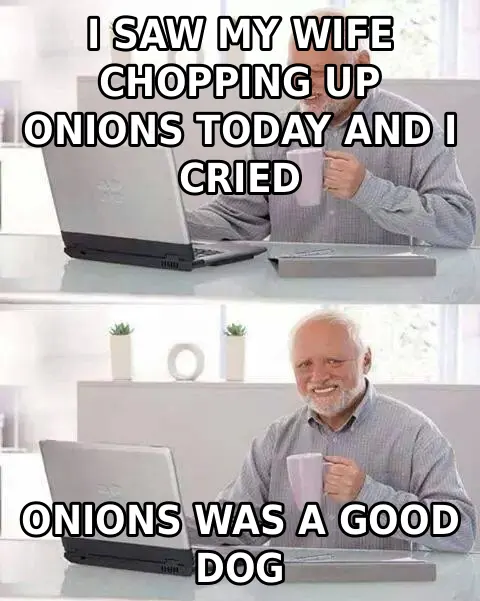 I SAW MY WIFE
CHOPPING UP
ONIONS TODAY AND I
CRIED
ONIONS WAS A GOOD
DOG